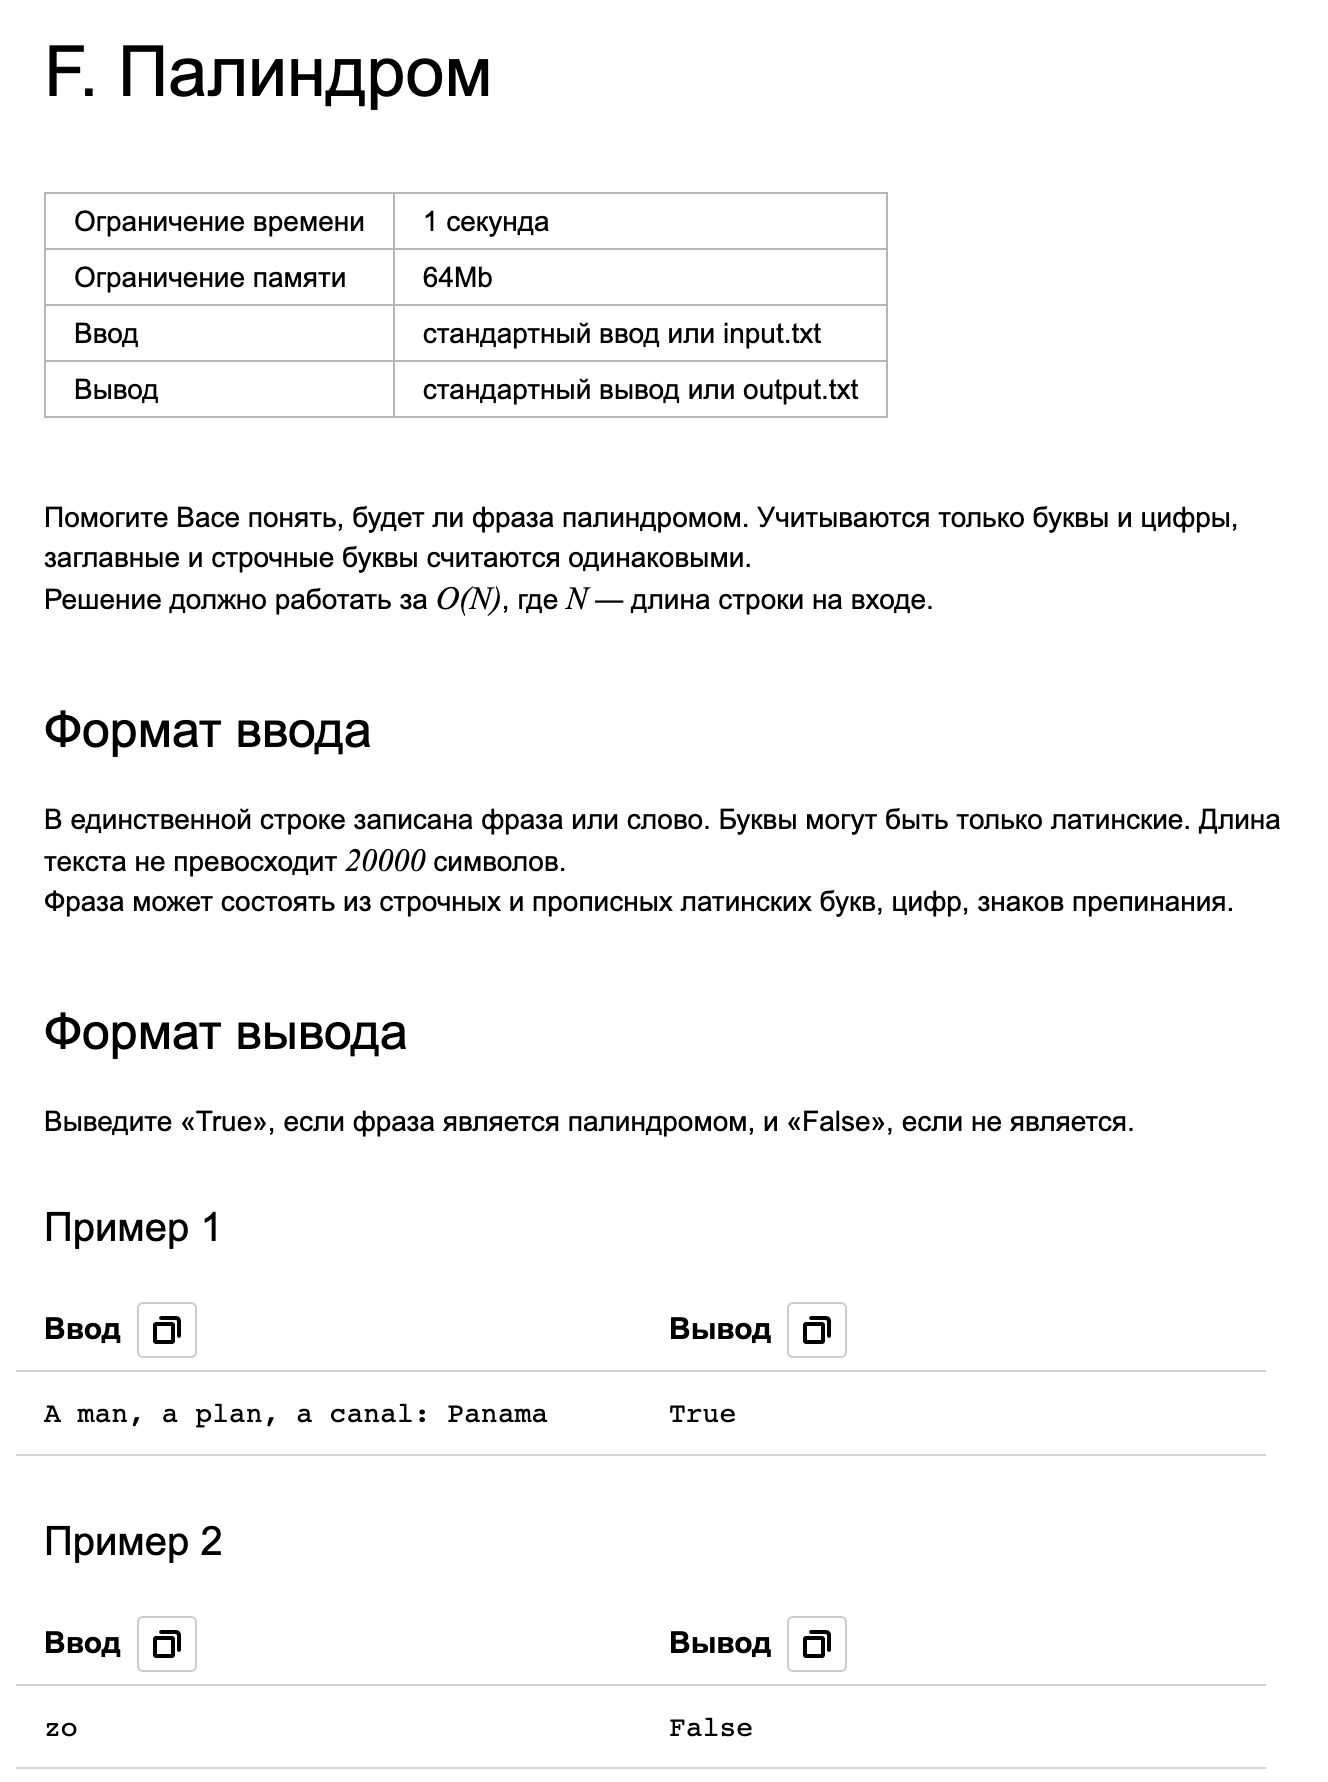 F. Палиндром
Ограничение времени 1 секунда
Ограничение памяти 64Mb
Ввод стандартный ввод или input.txt
Вывод стандартный вывод или output.txt
Помогите Васе понять, будет ли фраза палиндромом. Учитываются только буквы и цифры,
заглавные и строчные буквы считаются одинаковыми.
Решение должно работать за O(N), где N — длина строки на входе.
Формат ввода
В единственной строке записана фраза или слово. Буквы могут быть только латинские. Длина
текста не превосходит 20000 символов.
Фраза может состоять из строчных и прописных латинских букв, цифр, знаков препинания.
Формат вывода
Выведите «True», если фраза является палиндромом, и «False», если не является.
Пример 1
Ввод Вывод
A man, a plan, a canal: Panama True
Пример 2
Ввод Вывод
zo False